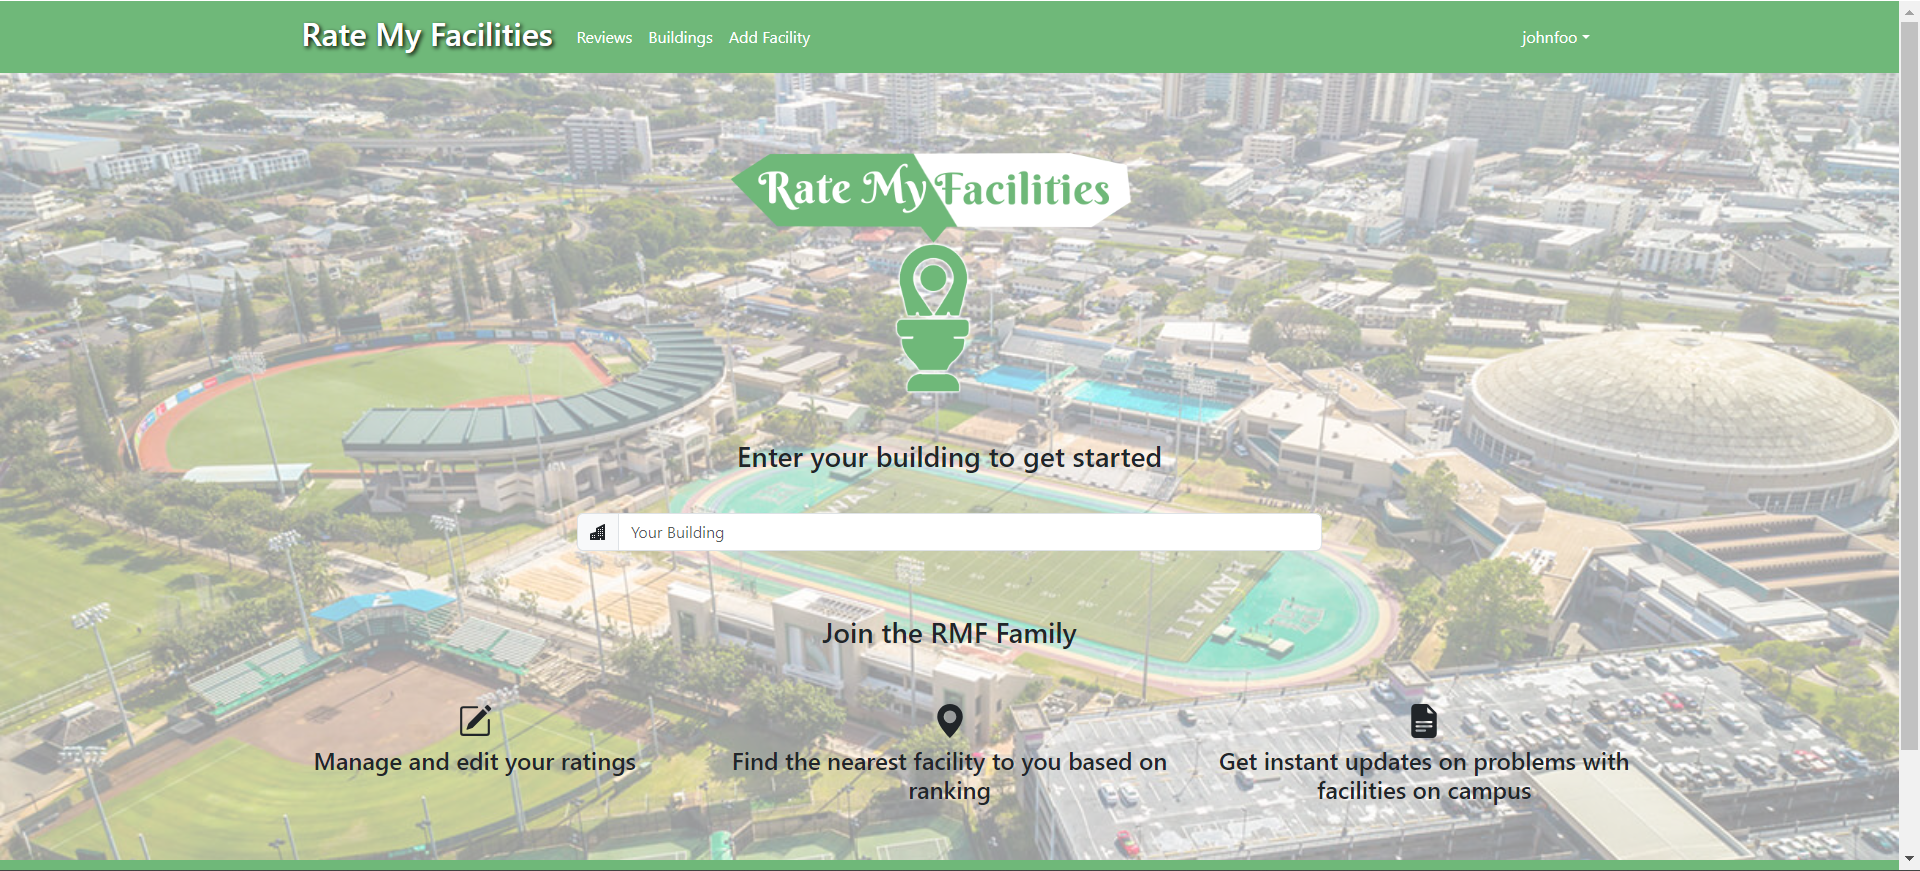 Rate My Facilities
Reviews
Buildings
Add Facility
johnfoo
Rate My Facilities
Enter your building to get started
Your Building
HAWAII
Join the RMF Family
Manage and edit your ratings
Find the nearest facility to you based on
ranking
Get instant updates on problems with
facilities on campus